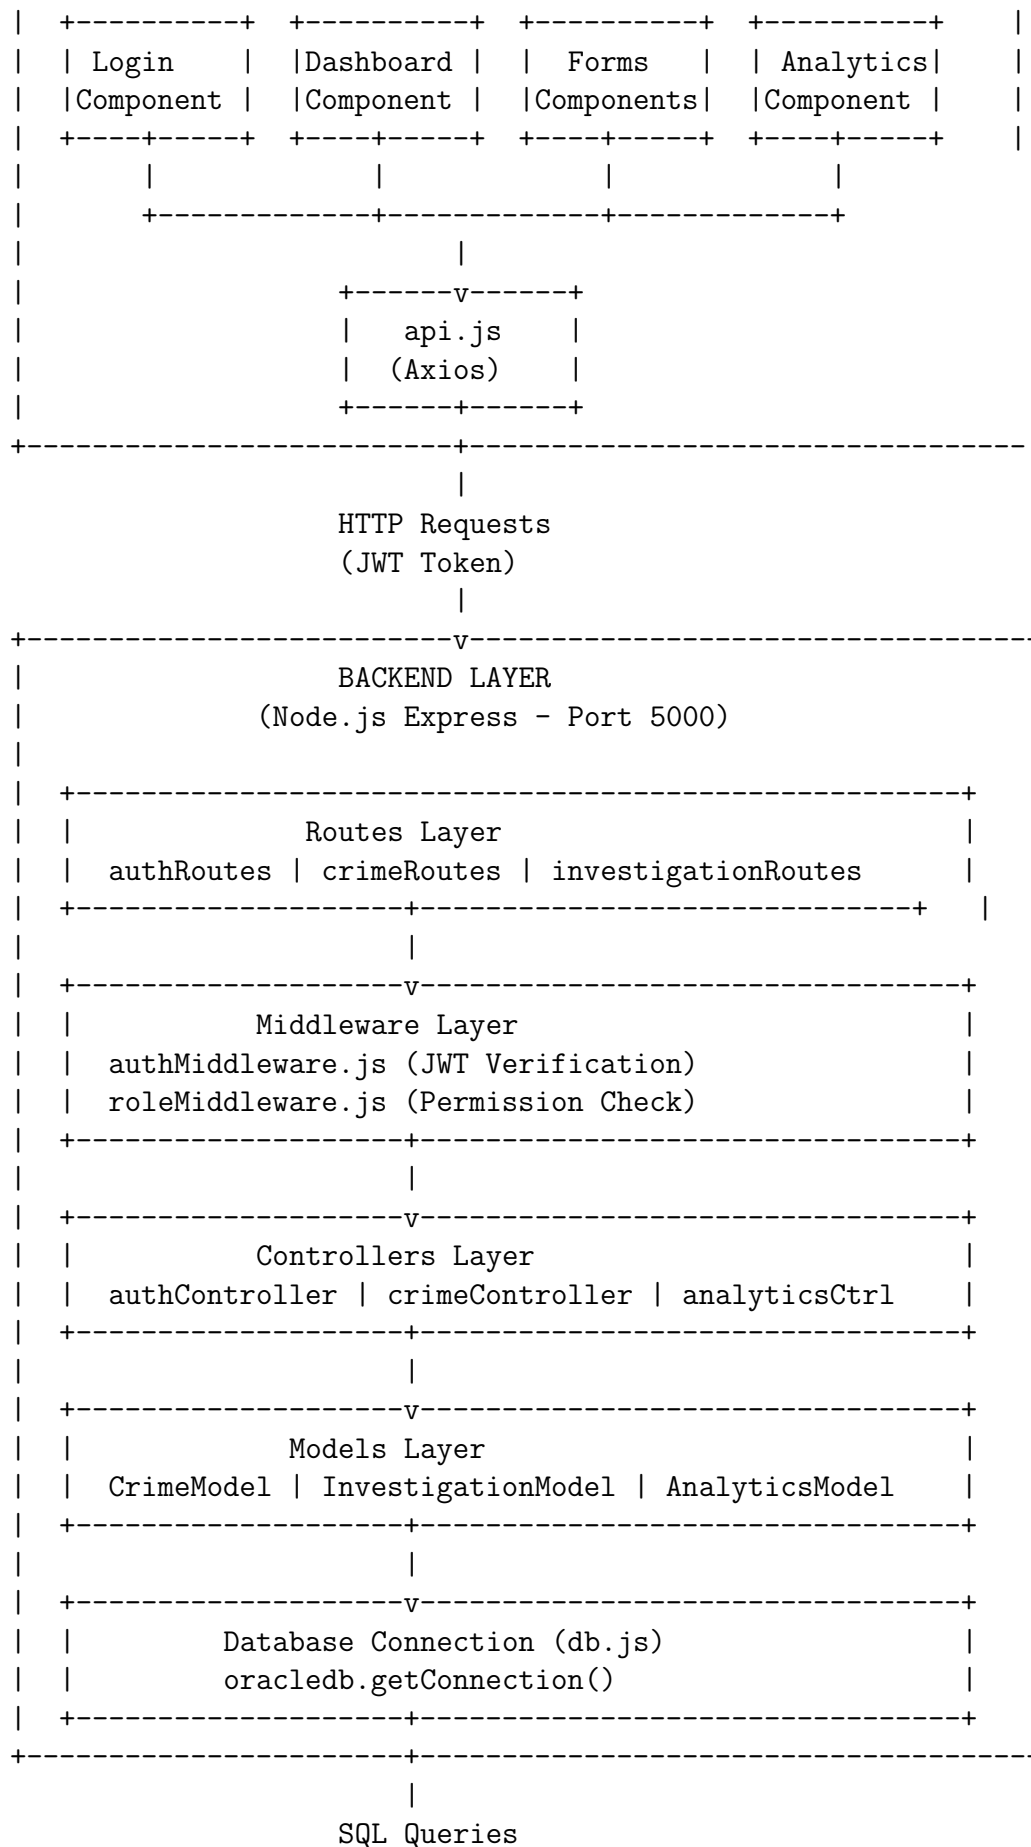 |  +----------+  +----------+  +----------+  +----------+    |
|  | Login    |  |Dashboard |  |  Forms   |  | Analytics|    |
|  |Component |  |Component |  |Components|  |Component |    |
|  +----+-----+  +----+-----+  +----+-----+  +----+-----+    |
|       |             |             |             |
|       +-------------+-------------+-------------+
|                          |
|                   +------v------+
|                   |   api.js    |
|                   |  (Axios)    |
|                   +------+------+
+--------------------------+----------------------------------
                           |
                    HTTP Requests
                    (JWT Token)
                           |
+--------------------------v-----------------------------------
|                   BACKEND LAYER
|              (Node.js Express - Port 5000)
|
|  +------------------------------------------------------+
|  |              Routes Layer                            |
|  |  authRoutes | crimeRoutes | investigationRoutes      |
|  +--------------------+------------------------------+   |
|                       |
|  +--------------------v---------------------------------+
|  |           Middleware Layer                           |
|  |  authMiddleware.js (JWT Verification)                |
|  |  roleMiddleware.js (Permission Check)                |
|  +--------------------+---------------------------------+
|                       |
|  +--------------------v---------------------------------+
|  |           Controllers Layer                          |
|  |  authController | crimeController | analyticsCtrl    |
|  +--------------------+---------------------------------+
|                       |
|  +--------------------v---------------------------------+
|  |             Models Layer                             |
|  |  CrimeModel | InvestigationModel | AnalyticsModel    |
|  +--------------------+---------------------------------+
|                       |
|  +--------------------v---------------------------------+
|  |         Database Connection (db.js)                  |
|  |         oracledb.getConnection()                     |
|  +--------------------+---------------------------------+
+-----------------------+--------------------------------------
                        |
                    SQL Queries